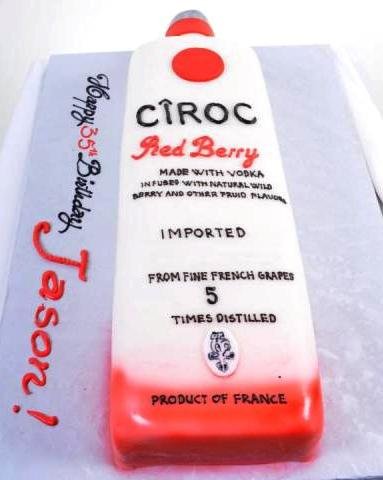 CÎROC
Red Berry
MADE WITH VODKA
INFUSED WITH NATURAL WILD
BERRY AND OTHER FRUID FLAVORS
IMPORTED
FROM FINE FRENCH GRAPES
5
TIMES DISTILLED
PRODUCT OF FRANCE
Happy 35th Birthday
Jason!